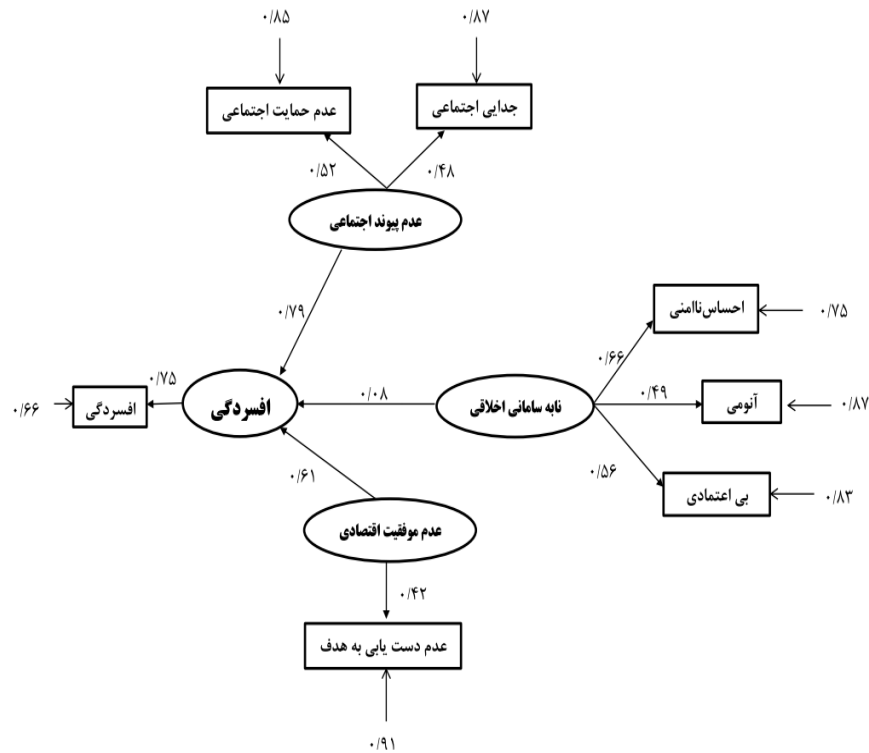 ۰/۸۵
۰/۸۷
عدم حمایت اجتماعی
جدایی اجتماعی
۰/۵۲
۰/۴۸
عدم پیوند اجتماعی
۰/۷۹
احساس ناامنی
۰/۷۵
۰/۶۶
افسردگی
۰/۷۵
افسردگی
۰/۶۶
۰/۰۸
نابه سامانی اخلاقی
۰/۴۹
آنومی
۰/۸۷
۰/۵۶
بی اعتمادی
۰/۸۳
۰/۶۱
عدم موفقیت اقتصادی
۰/۴۲
عدم دست یابی به هدف
۰/۹۱